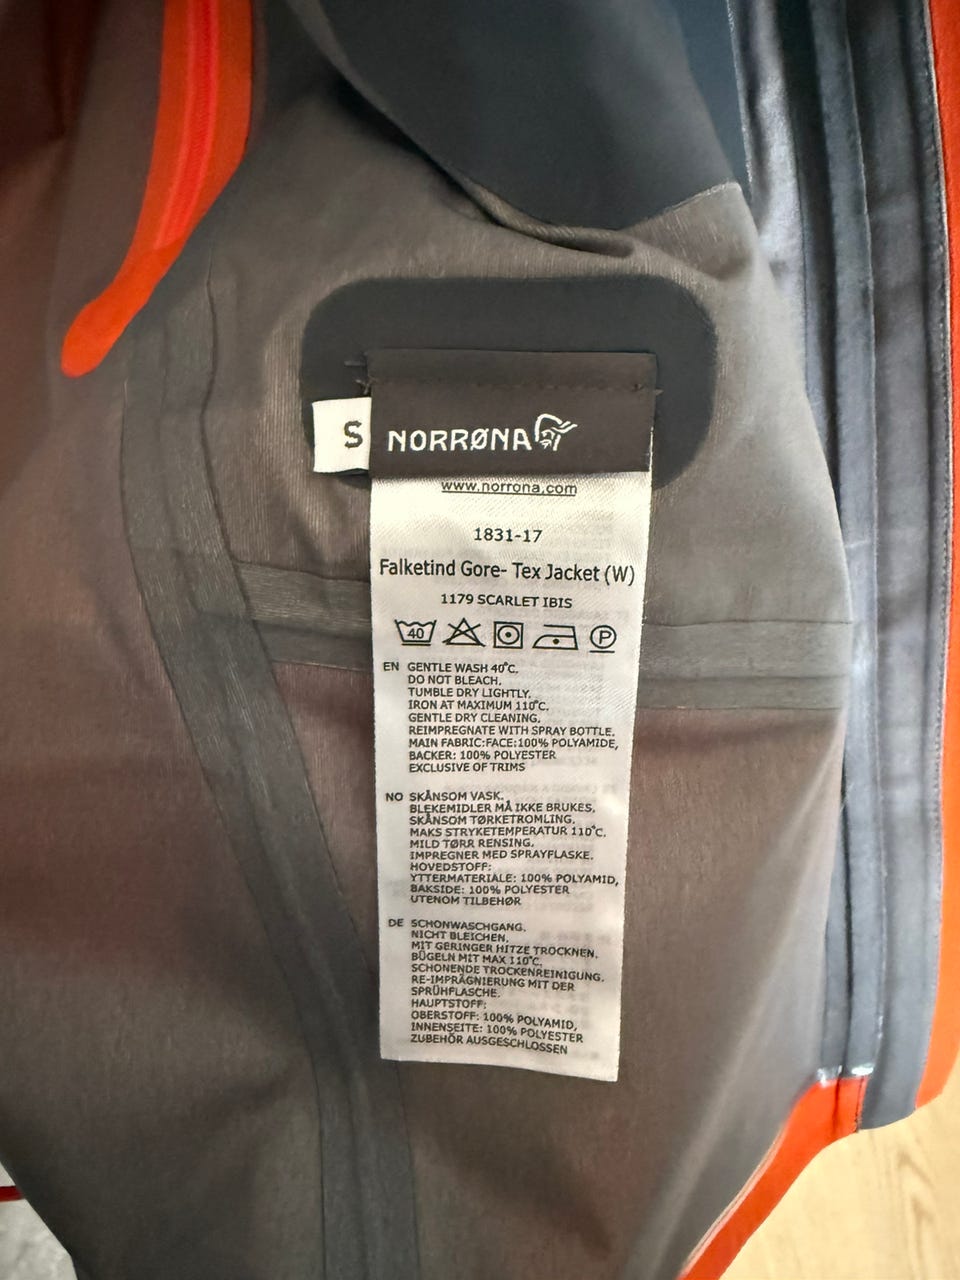 S
NORRØNA
www.norrona.com
1831-17
Falketind Gore- Tex Jacket (W)
1179 SCARLET IBIS
40 P
EN GENTLE WASH 40°C.
DO NOT BLEACH.
TUMBLE DRY LIGHTLY.
IRON AT MAXIMUM 110°C.
GENTLE DRY CLEANING.
REIMPREGNATE WITH SPRAY BOTTLE.
MAIN FABRIC:FACE:100% POLYAMIDE,
BACKER: 100% POLYESTER
EXCLUSIVE OF TRIMS
NO SKÅNSOM VASK.
BLEKEMIDLER MÅ IKKE BRUKES.
SKÅNSOM TØRKETROMLING.
MAKS STRYKETEMPERATUR 110°C.
MILD TØRR RENSING.
IMPREGNER MED SPRAYFLASKE.
HOVEDSTOFF:
YTTERMATERIALE: 100% POLYAMID,
BAKSIDE: 100% POLYESTER
UTENOM TILBEHØR
DE SCHONWASCHGANG.
NICHT BLEICHEN.
MIT GERINGER HITZE TROCKNEN.
BÜGELN MIT MAX 110°C.
SCHONENDE TROCKENREINIGUNG.
RE-IMPRÄGNIERUNG MIT DER
SPRÜHFLASCHE.
HAUPTSTOFF:
OBERSTOFF: 100% POLYAMID,
INNENSEITE: 100% POLYESTER
ZUBEHÖR AUSGESCHLOSSEN